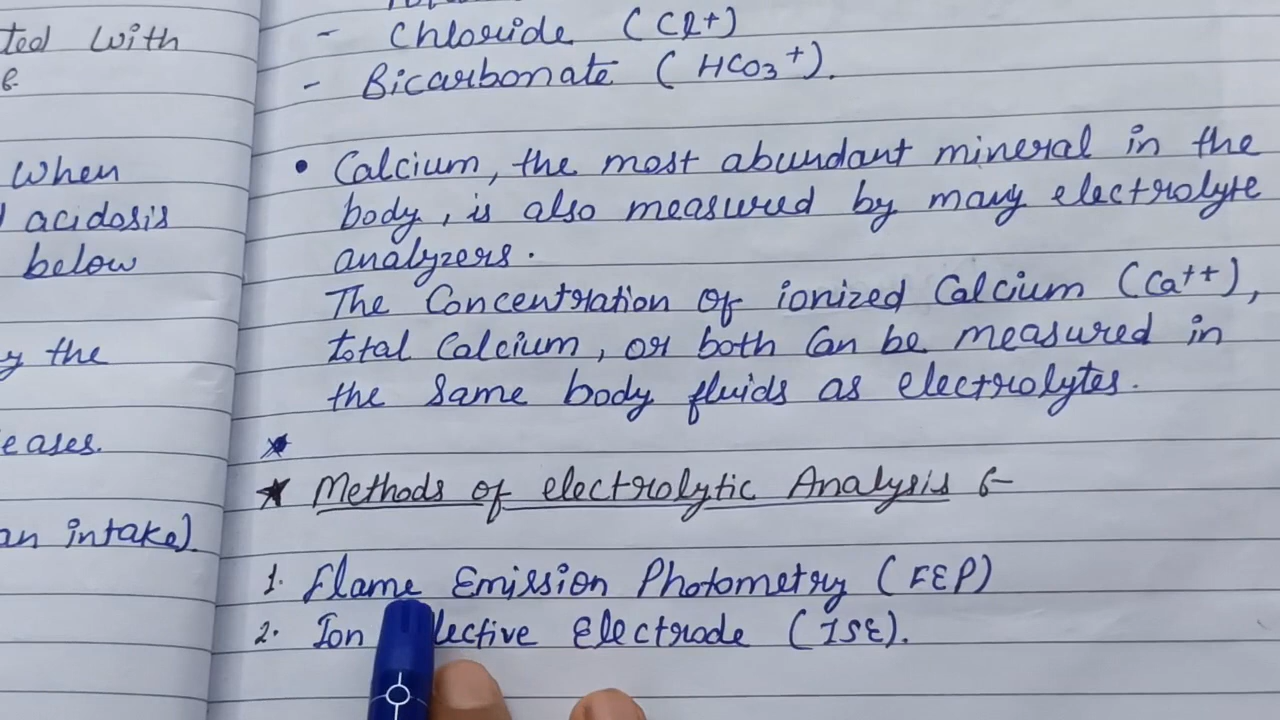 ted with
- Chloride (Cl+)
- Bicarbonate (HCO3+).
When
acidosis
below
y the
eases.
an intake)
• Calcium, the most abundant mineral in the
body, is also measured by many electrolyte
analyzers.
The Concentration of ionized Calcium (Ca++),
total Calcium, or both Can be measured in
the Same body fluids as electrolytes.
* Methods of electrolytic Analysis :-
1. Flame Emission Photometry (FEP)
2. Ion lective Electrode (ISE).